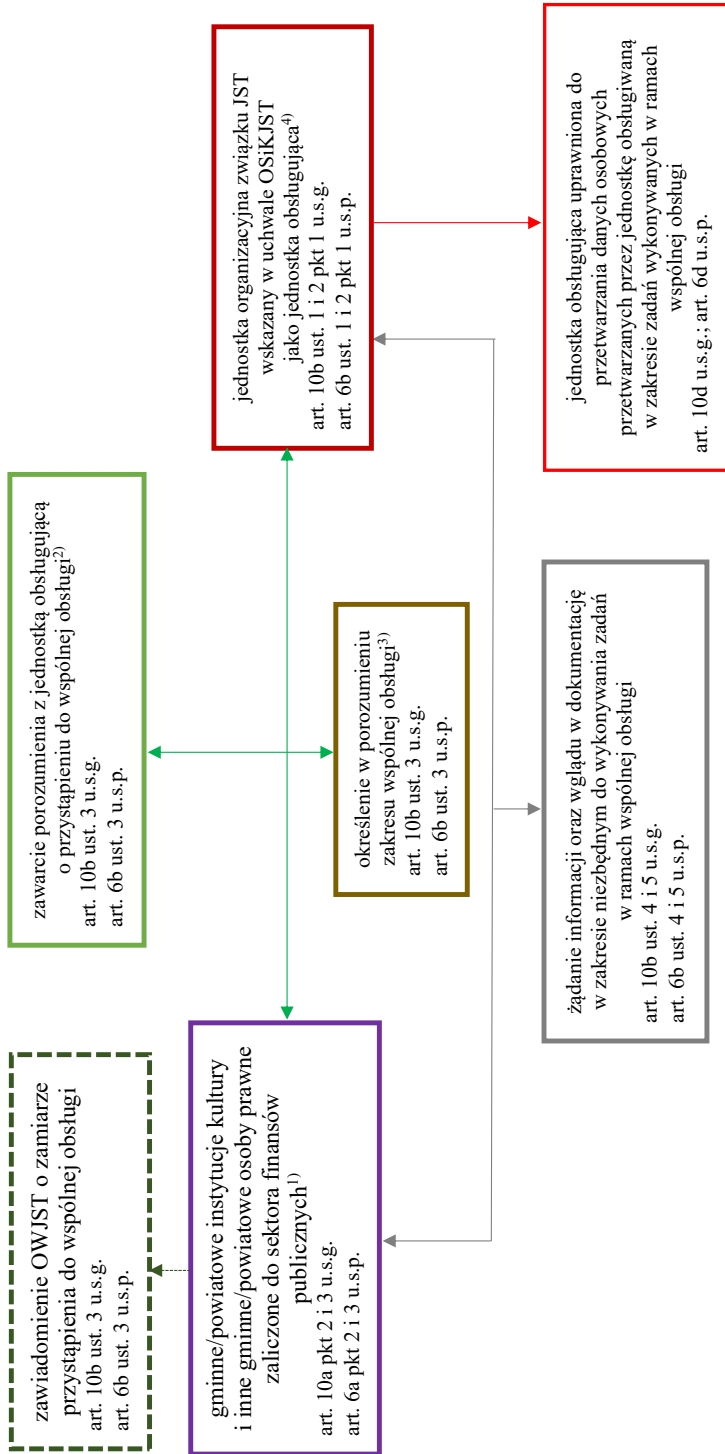 zawiadomienie OWJST o zamiarze
przystąpienia do wspólnej obsługi
art. 10b ust. 3 u.s.g.
art. 6b ust. 3 u.s.p.
zawarcie porozumienia z jednostką obsługującą
o przystąpieniu do wspólnej obsługi2)
art. 10b ust. 3 u.s.g.
art. 6b ust. 3 u.s.p.
gminne/powiatowe instytucje kultury
i inne gminne/powiatowe osoby prawne
zaliczone do sektora finansów
publicznych1)
art. 10a pkt 2 i 3 u.s.g.
art. 6a pkt 2 i 3 u.s.p.
jednostka organizacyjna związku JST
wskazany w uchwale OSiKJST
jako jednostka obsługująca4)
art. 10b ust. 1 i 2 pkt 1 u.s.g.
art. 6b ust. 1 i 2 pkt 1 u.s.p.
określenie w porozumieniu
zakresu wspólnej obsługi3)
art. 10b ust. 3 u.s.g.
art. 6b ust. 3 u.s.p.
żądanie informacji oraz wglądu w dokumentację
w zakresie niezbędnym do wykonywania zadań
w ramach wspólnej obsługi
art. 10b ust. 4 i 5 u.s.g.
art. 6b ust. 4 i 5 u.s.p.
jednostka obsługująca uprawniona do
przetwarzania danych osobowych
przetwarzanych przez jednostkę obsługiwaną
w zakresie zadań wykonywanych w ramach
wspólnej obsługi
art. 10d u.s.g.; art. 6d u.s.p.